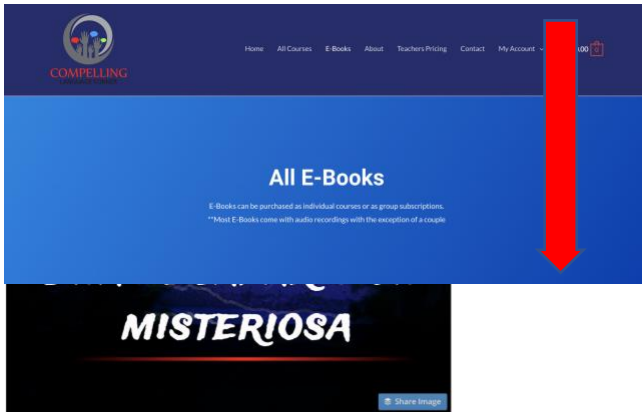 COMPELLING
Home All Courses E-Books About Teachers Pricing Contact My Account .00 0
All E-Books
E-Books can be purchased as individual courses or as group subscriptions.
**Most E-Books come with audio recordings with the exception of a couple
MISTERIOSA
Share Image